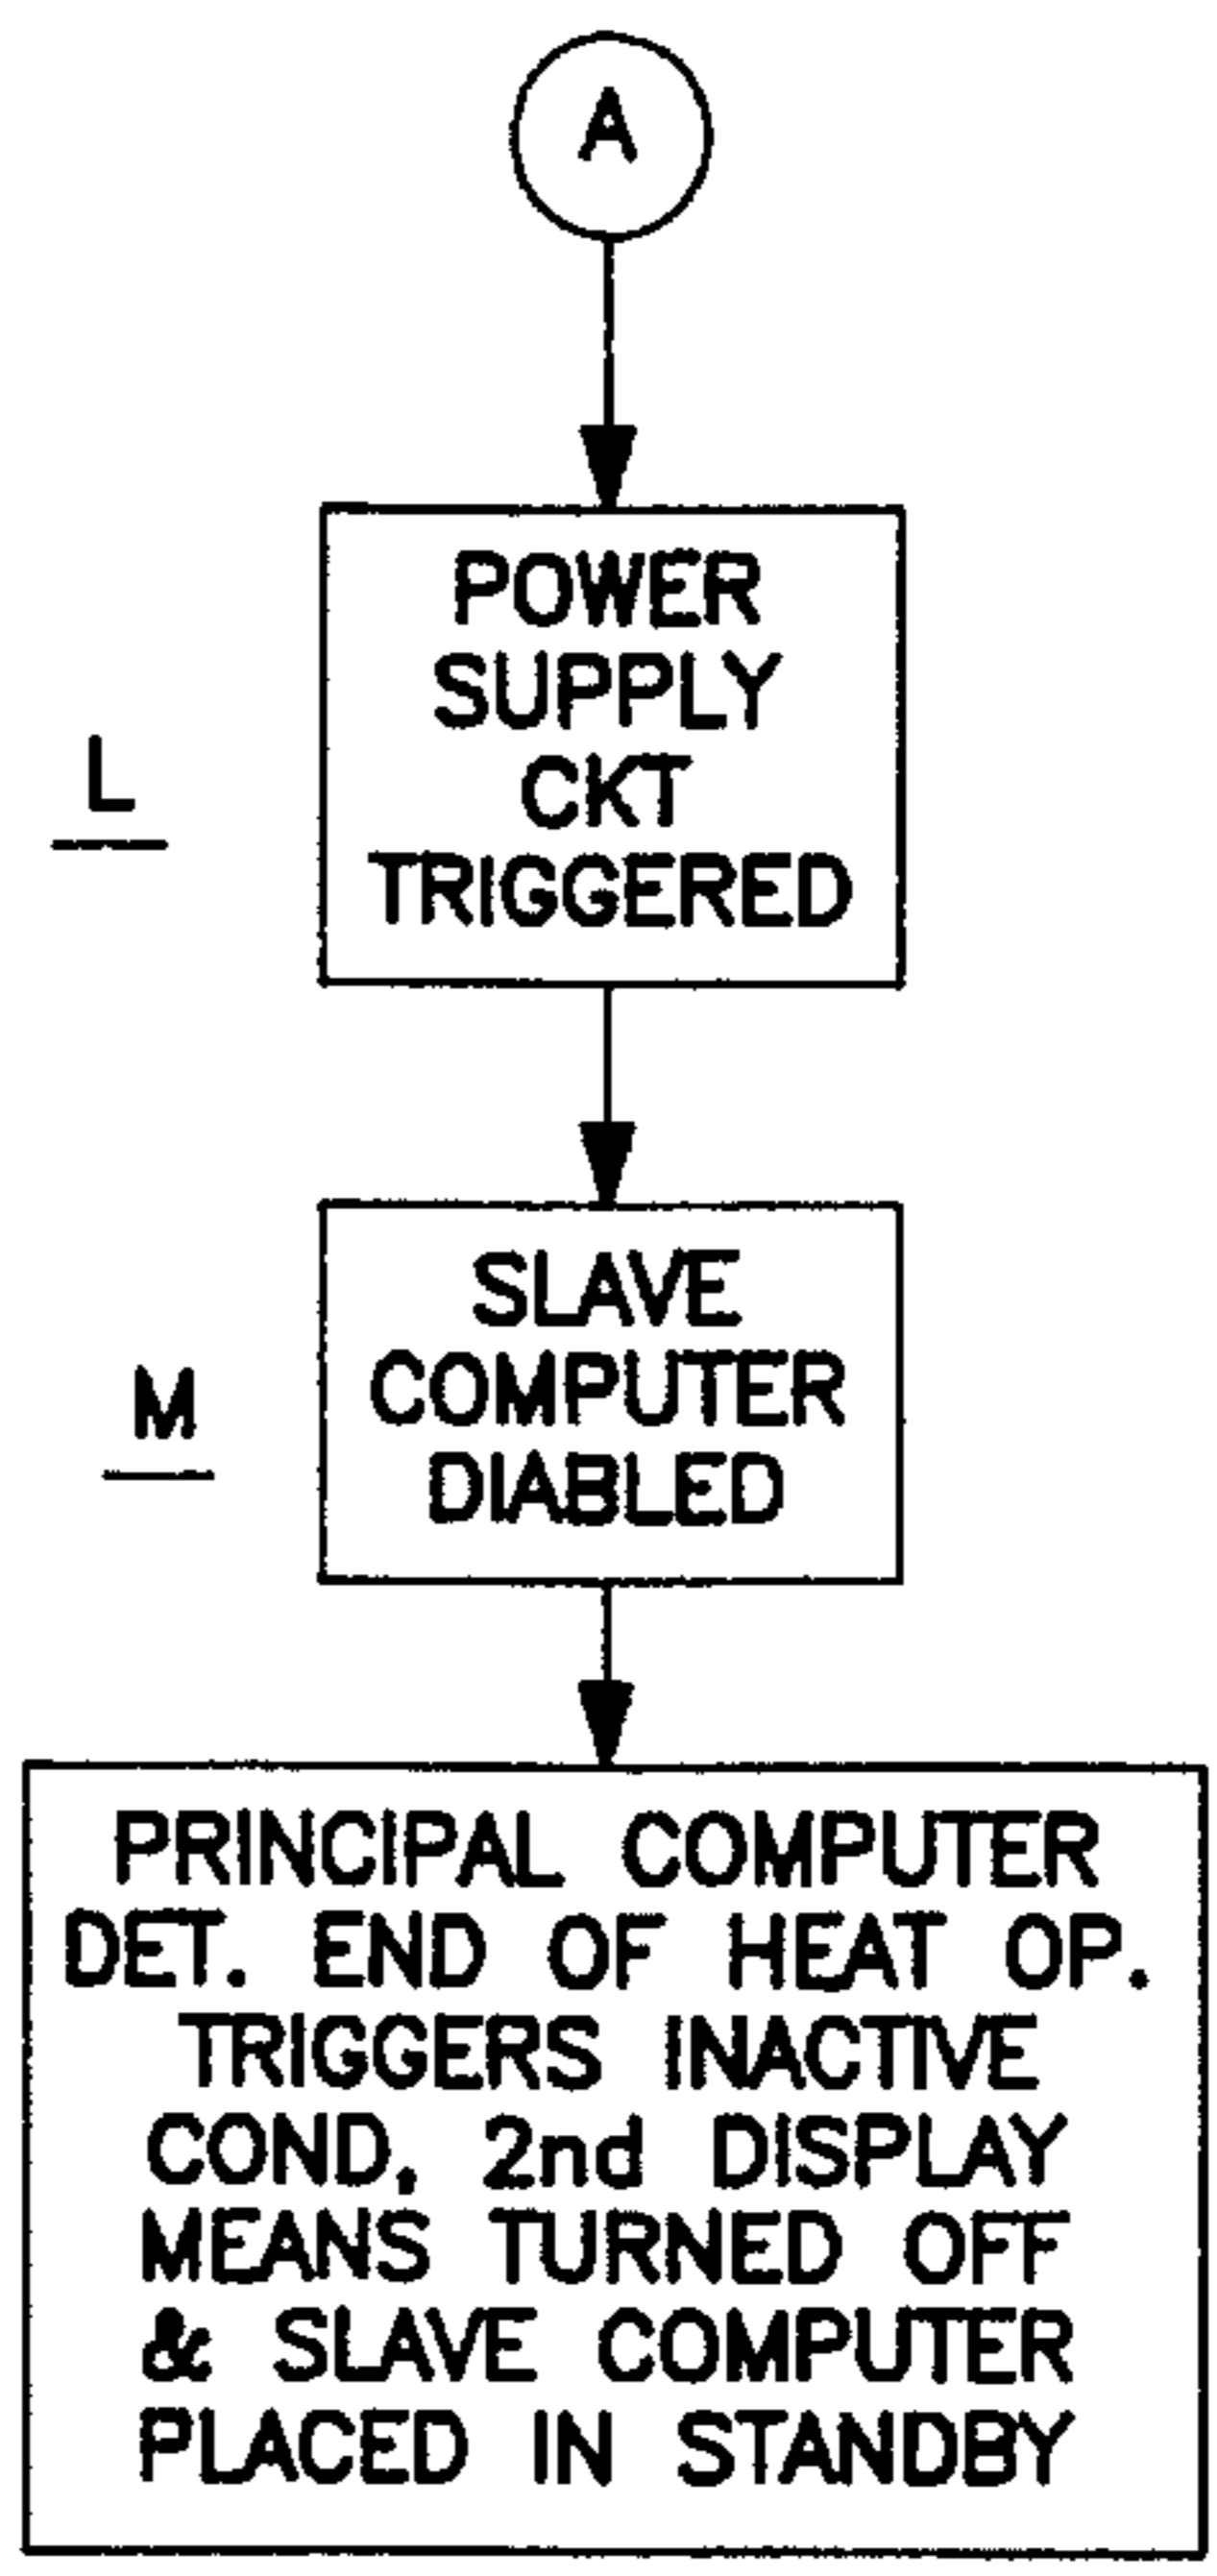 A
POWER
SUPPLY
CKT
TRIGGERED
L
SLAVE
COMPUTER
DIABLED
M
PRINCIPAL COMPUTER
DET. END OF HEAT OP.
TRIGGERS INACTIVE
COND, 2nd DISPLAY
MEANS TURNED OFF
& SLAVE COMPUTER
PLACED IN STANDBY